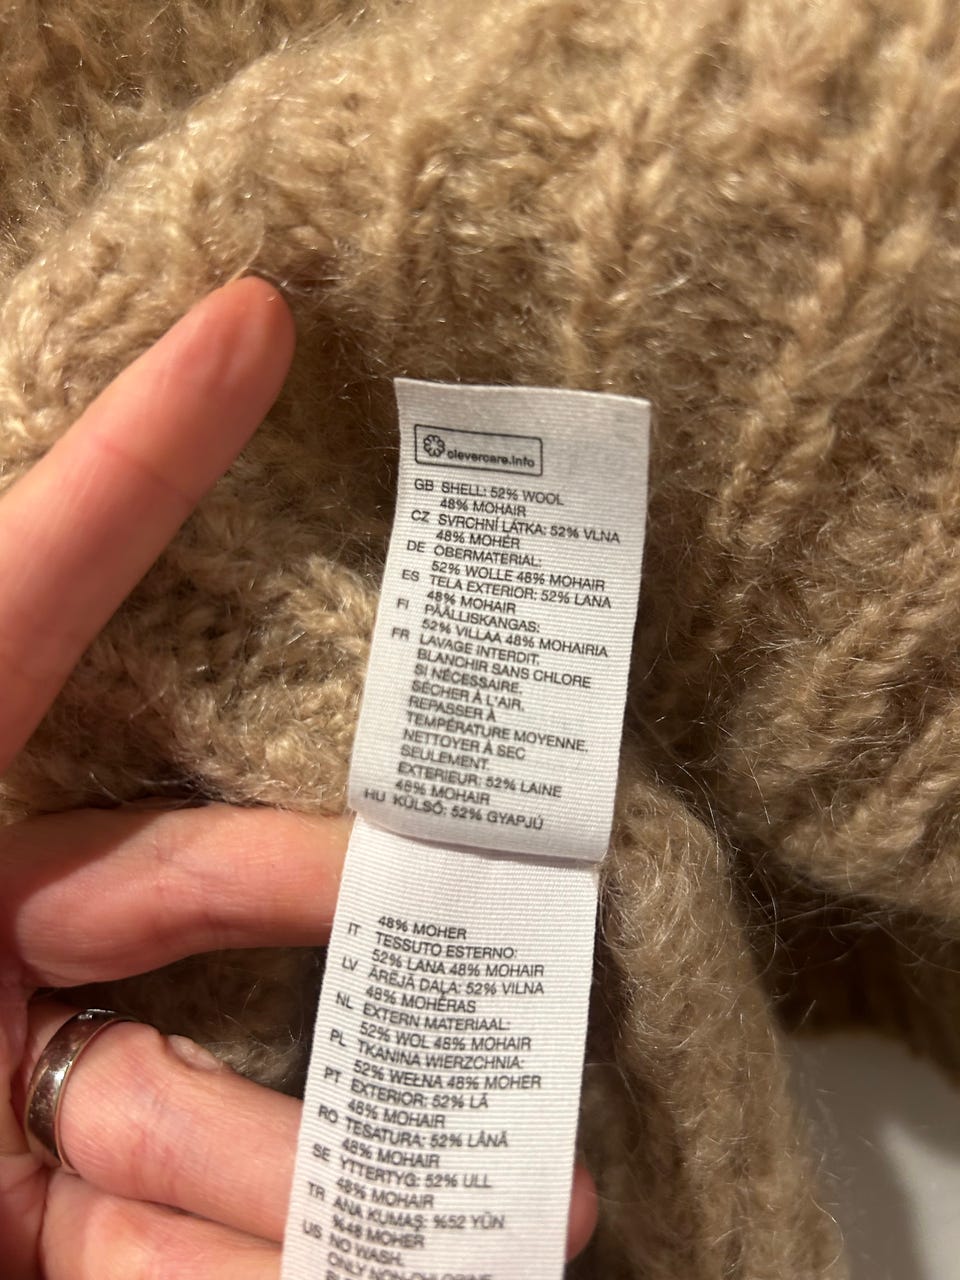 clevercare.info
GB SHELL: 52% WOOL
48% MOHAIR
CZ SVRCHNÍ LÁTKA: 52% VLNA
48% MOHÉR
DE OBERMATERIAL:
52% WOLLE 48% MOHAIR
ES TELA EXTERIOR: 52% LANA
48% MOHAIR
FI PÄÄLLISKANGAS:
52% VILLAA 48% MOHAIRIA
FR LAVAGE INTERDIT.
BLANCHIR SANS CHLORE
SI NÉCESSAIRE.
SÉCHER À L'AIR.
REPASSER À
TEMPÉRATURE MOYENNE.
NETTOYER À SEC
SEULEMENT.
EXTERIEUR: 52% LAINE
48% MOHAIR
HU KÜLSŐ: 52% GYAPJÚ
48% MOHER
IT TESSUTO ESTERNO:
52% LANA 48% MOHAIR
LV ĀRĒJĀ DAĻA: 52% VILNA
48% MOHĒRAS
NL EXTERN MATERIAAL:
52% WOL 48% MOHAIR
PL TKANINA WIERZCHNIA:
52% WEŁNA 48% MOHER
PT EXTERIOR: 52% LÃ
48% MOHAIR
RO TESATURA: 52% LÂNĂ
48% MOHAIR
SE YTTERTYG: 52% ULL
48% MOHAIR
TR ANA KUMAŞ: %52 YÜN
%48 MOHER
US NO WASH.
ONLY NON-CHLORINE